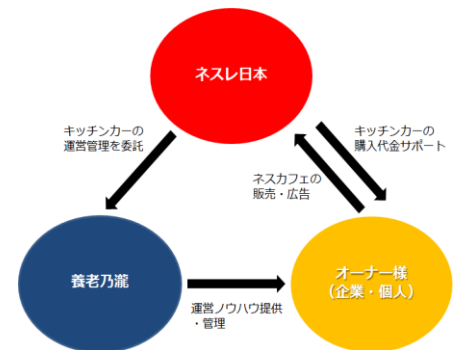 ネスレ日本
キッチンカーの
運営管理を委託
キッチンカーの
購入代金サポート
ネスカフェの
販売・広告
養老乃瀧
オーナー様
(企業・個人)
運営ノウハウ提供
・管理